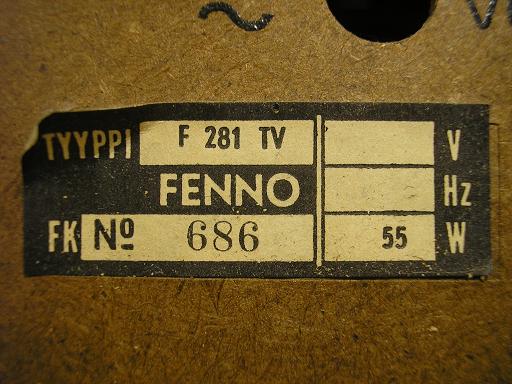 TYYPPI F 281 TV V
FENNO Hz
FK Nº 686 55 W